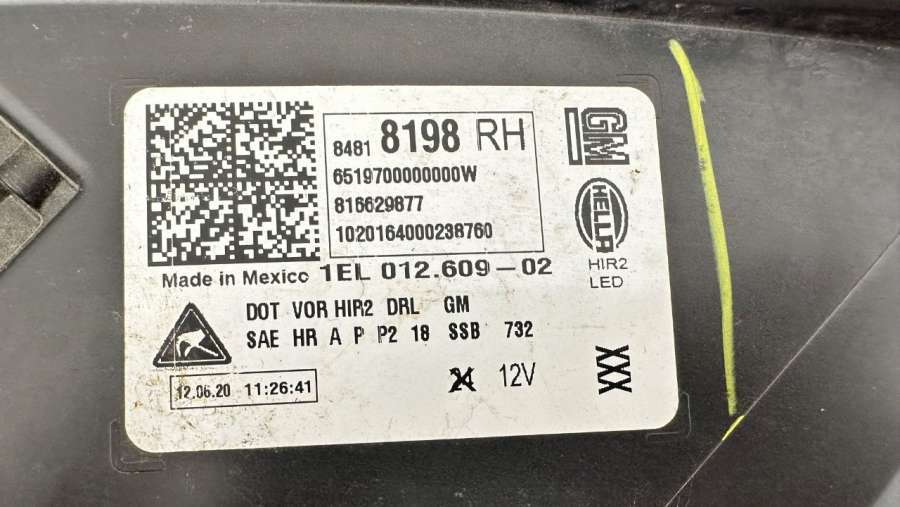 8481 8198 RH
6519700000000W
816629877
1020164000238760
GM
HELLA
HIR2
LED
Made in Mexico 1EL 012.609-02
DOT VOR HIR2 DRL GM
SAE HR A P P2 18 SSB 732
12.06.20 11:26:41
12V
XXX